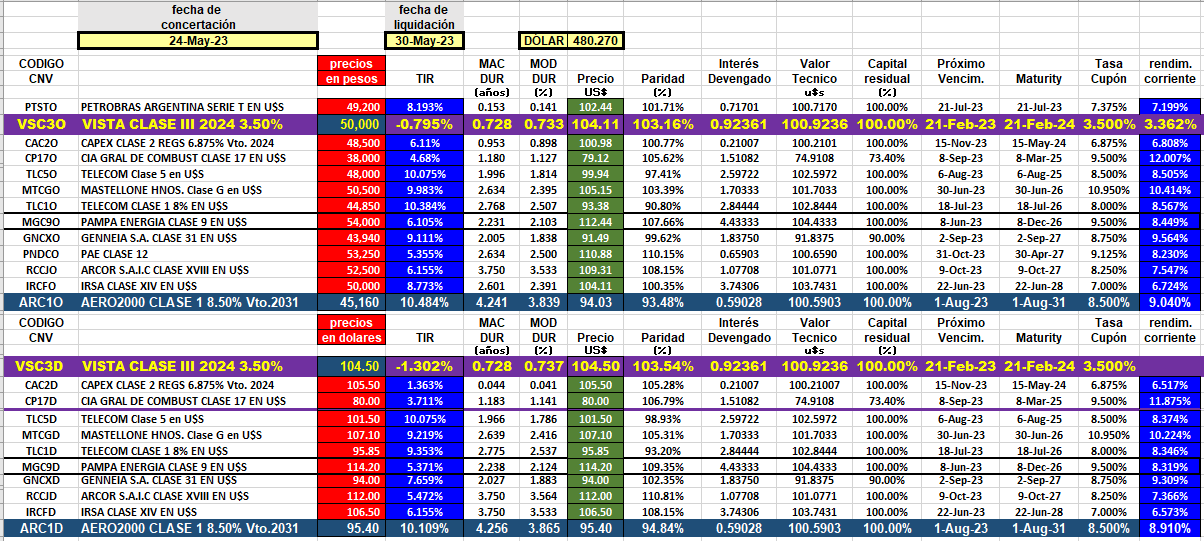 fecha de fecha de
concertación liquidación
24-May-23 30-May-23 DÓLAR 480.270
CODIGO precios MAC MOD Interés Valor Capital Próximo Tasa rendim.
CNV en pesos TIR DUR DUR Precio Paridad Devengado Tecnico residual Vencim. Maturity Cupón corriente
(años) (%) US$ (%) u$s (%)
PTSTO PETROBRAS ARGENTINA SERIE T EN U$S 49,200 8.193% 0.153 0.141 102.44 101.71% 0.71701 100.7170 100.00% 21-Jul-23 21-Jul-23 7.375% 7.199%
VSC3O VISTA CLASE III 2024 3.50% 50,000 -0.795% 0.728 0.733 104.11 103.16% 0.92361 100.9236 100.00% 21-Feb-23 21-Feb-24 3.500% 3.362%
CAC2O CAPEX CLASE 2 REGS 6.875% Vto. 2024 48,500 6.11% 0.953 0.898 100.98 100.77% 0.21007 100.2101 100.00% 15-Nov-23 15-May-24 6.875% 6.808%
CP17O CIA GRAL DE COMBUST CLASE 17 EN U$S 38,000 4.68% 1.180 1.127 79.12 105.62% 1.51082 74.9108 73.40% 8-Sep-23 8-Mar-25 9.500% 12.007%
TLC5O TELECOM Clase 5 en U$S 48,000 10.075% 1.996 1.814 99.94 97.41% 2.59722 102.5972 100.00% 6-Aug-23 6-Aug-25 8.500% 8.505%
MTCGO MASTELLONE HNOS. Clase G en U$S 50,500 9.983% 2.634 2.395 105.15 103.39% 1.70331 101.7033 100.00% 30-Jun-23 30-Jun-26 10.950% 10.414%
TLC1O TELECOM CLASE 1 8% EN U$S 44,850 10.384% 2.768 2.507 93.38 90.80% 2.84444 102.8444 100.00% 18-Jul-23 18-Jul-26 8.000% 8.567%
MGC9O PAMPA ENERGIA CLASE 9 EN U$S 54,000 6.105% 2.231 2.103 112.44 107.66% 4.43333 104.4333 100.00% 8-Jun-23 8-Dec-26 9.500% 8.449%
GNCXO GENNEIA S.A. CLASE 31 EN U$S 43,940 9.111% 2.005 1.838 91.49 99.62% 1.83750 91.8375 90.00% 2-Sep-23 2-Sep-27 8.750% 9.564%
PNDCO PAE CLASE 12 53,250 5.355% 2.634 2.500 110.88 110.15% 0.65903 100.6590 100.00% 31-Oct-23 30-Apr-27 9.125% 8.230%
RCCJO ARCOR S.A.I.C CLASE XVIII EN U$S 52,500 6.155% 3.750 3.533 109.31 108.15% 1.07708 101.0771 100.00% 9-Oct-23 9-Oct-27 8.250% 7.547%
IRCFO IRSA CLASE XIV EN U$S 50,000 8.773% 2.601 2.391 104.11 100.35% 3.74306 103.7431 100.00% 22-Jun-23 22-Jun-28 7.000% 6.724%
ARC1O AERO2000 CLASE 1 8.50% Vto.2031 45,160 10.484% 4.241 3.839 94.03 93.48% 0.59028 100.5903 100.00% 1-Aug-23 1-Aug-31 8.500% 9.040%
CODIGO precios MAC MOD Interés Valor Capital Próximo Tasa rendim.
CNV en dolares TIR DUR DUR Precio Paridad Devengado Tecnico residual Vencim. Maturity Cupón corriente
(años) (%) US$ (%) u$s (%)
VSC3D VISTA CLASE III 2024 3.50% 104.50 -1.302% 0.728 0.737 104.50 103.54% 0.92361 100.9236 100.00% 21-Feb-23 21-Feb-24 3.500%
CAC2D CAPEX CLASE 2 REGS 6.875% Vto. 2024 105.50 1.363% 0.044 0.041 105.50 105.28% 0.21007 100.21007 100.00% 15-Nov-23 15-May-24 6.875% 6.517%
CP17D CIA GRAL DE COMBUST CLASE 17 EN U$S 80.00 3.711% 1.183 1.141 80.00 106.79% 1.51082 74.9108 73.40% 8-Sep-23 8-Mar-25 9.500% 11.875%
TLC5D TELECOM Clase 5 en U$S 101.50 10.075% 1.966 1.786 101.50 98.93% 2.59722 102.5972 100.00% 6-Aug-23 6-Aug-25 8.500% 8.374%
MTCGD MASTELLONE HNOS. Clase G en U$S 107.10 9.219% 2.639 2.416 107.10 105.31% 1.70331 101.7033 100.00% 30-Jun-23 30-Jun-26 10.950% 10.224%
TLC1D TELECOM CLASE 1 8% EN U$S 95.85 9.353% 2.775 2.537 95.85 93.20% 2.84444 102.8444 100.00% 18-Jul-23 18-Jul-26 8.000% 8.346%
MGC9D PAMPA ENERGIA CLASE 9 EN U$S 114.20 5.371% 2.238 2.124 114.20 109.35% 4.43333 104.4333 100.00% 8-Jun-23 8-Dec-26 9.500% 8.319%
GNCXD GENNEIA S.A. CLASE 31 EN U$S 94.00 7.659% 2.027 1.883 94.00 102.35% 1.83750 91.8375 90.00% 2-Sep-23 2-Sep-27 8.750% 9.309%
RCCJD ARCOR S.A.I.C CLASE XVIII EN U$S 112.00 5.472% 3.750 3.564 112.00 110.81% 1.07708 101.0771 100.00% 9-Oct-23 9-Oct-27 8.250% 7.366%
IRCFD IRSA CLASE XIV EN U$S 106.50 6.155% 3.750 3.533 106.50 108.15% 3.74306 103.7431 100.00% 22-Jun-23 22-Jun-28 7.000% 6.573%
ARC1D AERO2000 CLASE 1 8.50% Vto.2031 95.40 10.109% 4.256 3.865 95.40 94.84% 0.59028 100.5903 100.00% 1-Aug-23 1-Aug-31 8.500% 8.910%